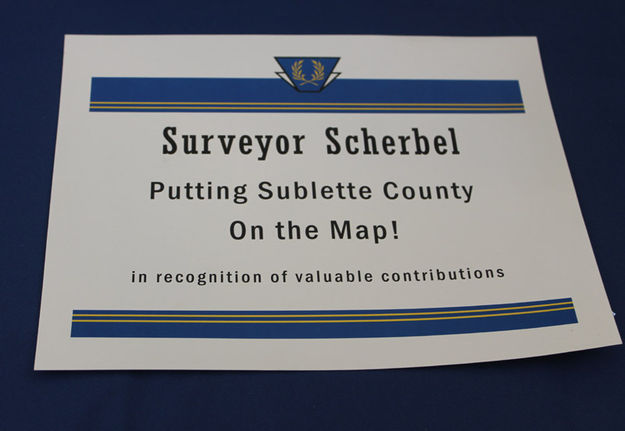 Surveyor Scherbel
Putting Sublette County
On the Map!
in recognition of valuable contributions